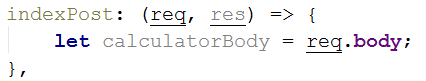 indexPost: (req, res) => {
    let calculatorBody = req.body;
},